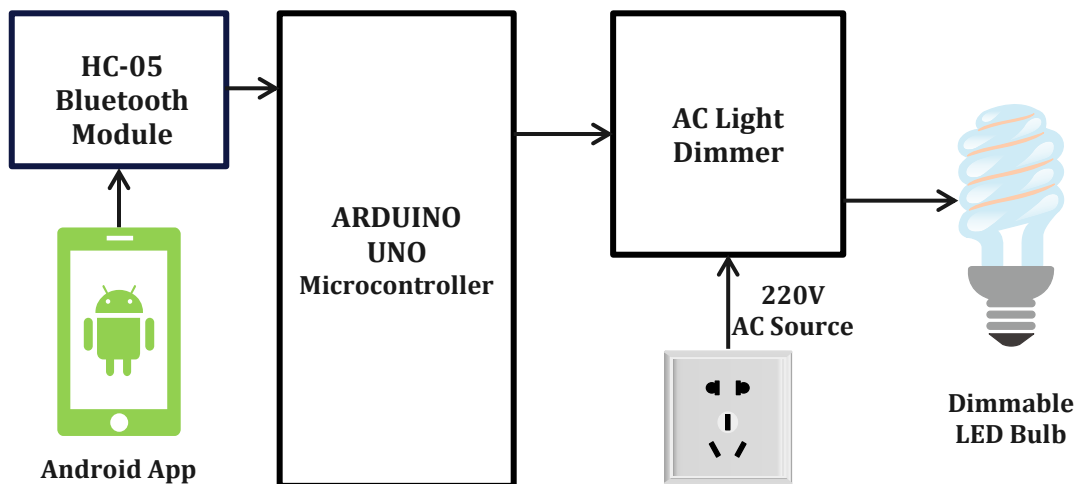 HC-05
Bluetooth
Module
Android App
ARDUINO
UNO
Microcontroller
AC Light
Dimmer
220V
AC Source
Dimmable
LED Bulb